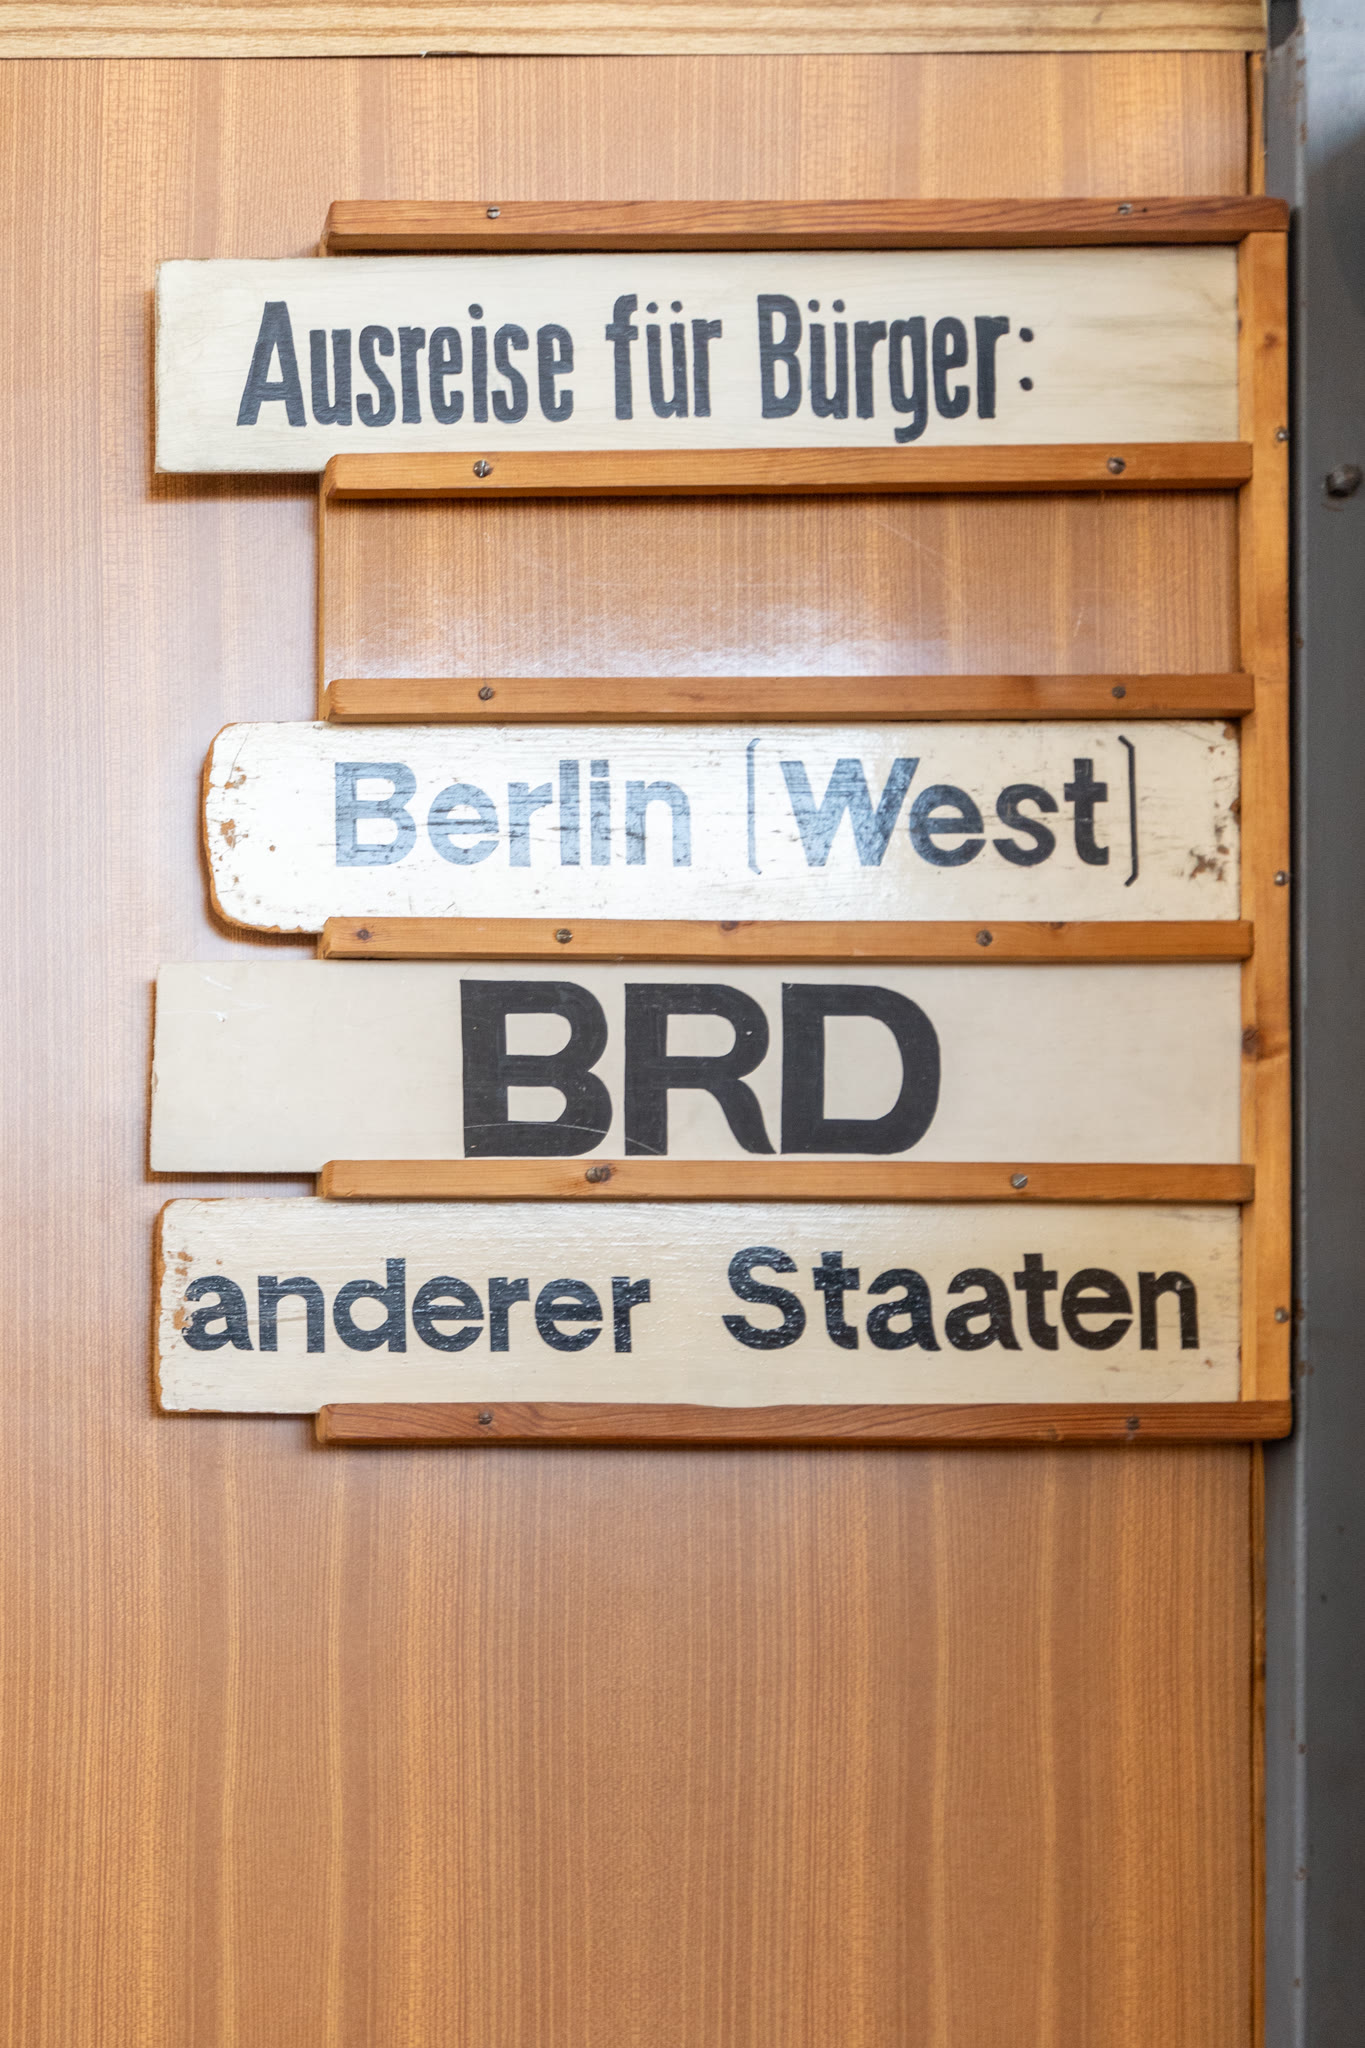 Ausreise für Bürger:
Berlin (West)
BRD
anderer Staaten